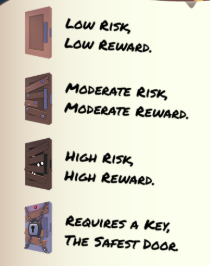 Low Risk,
Low Reward.
Moderate Risk,
Moderate Reward.
High Risk,
High Reward.
Requires a Key,
The Safest Door.